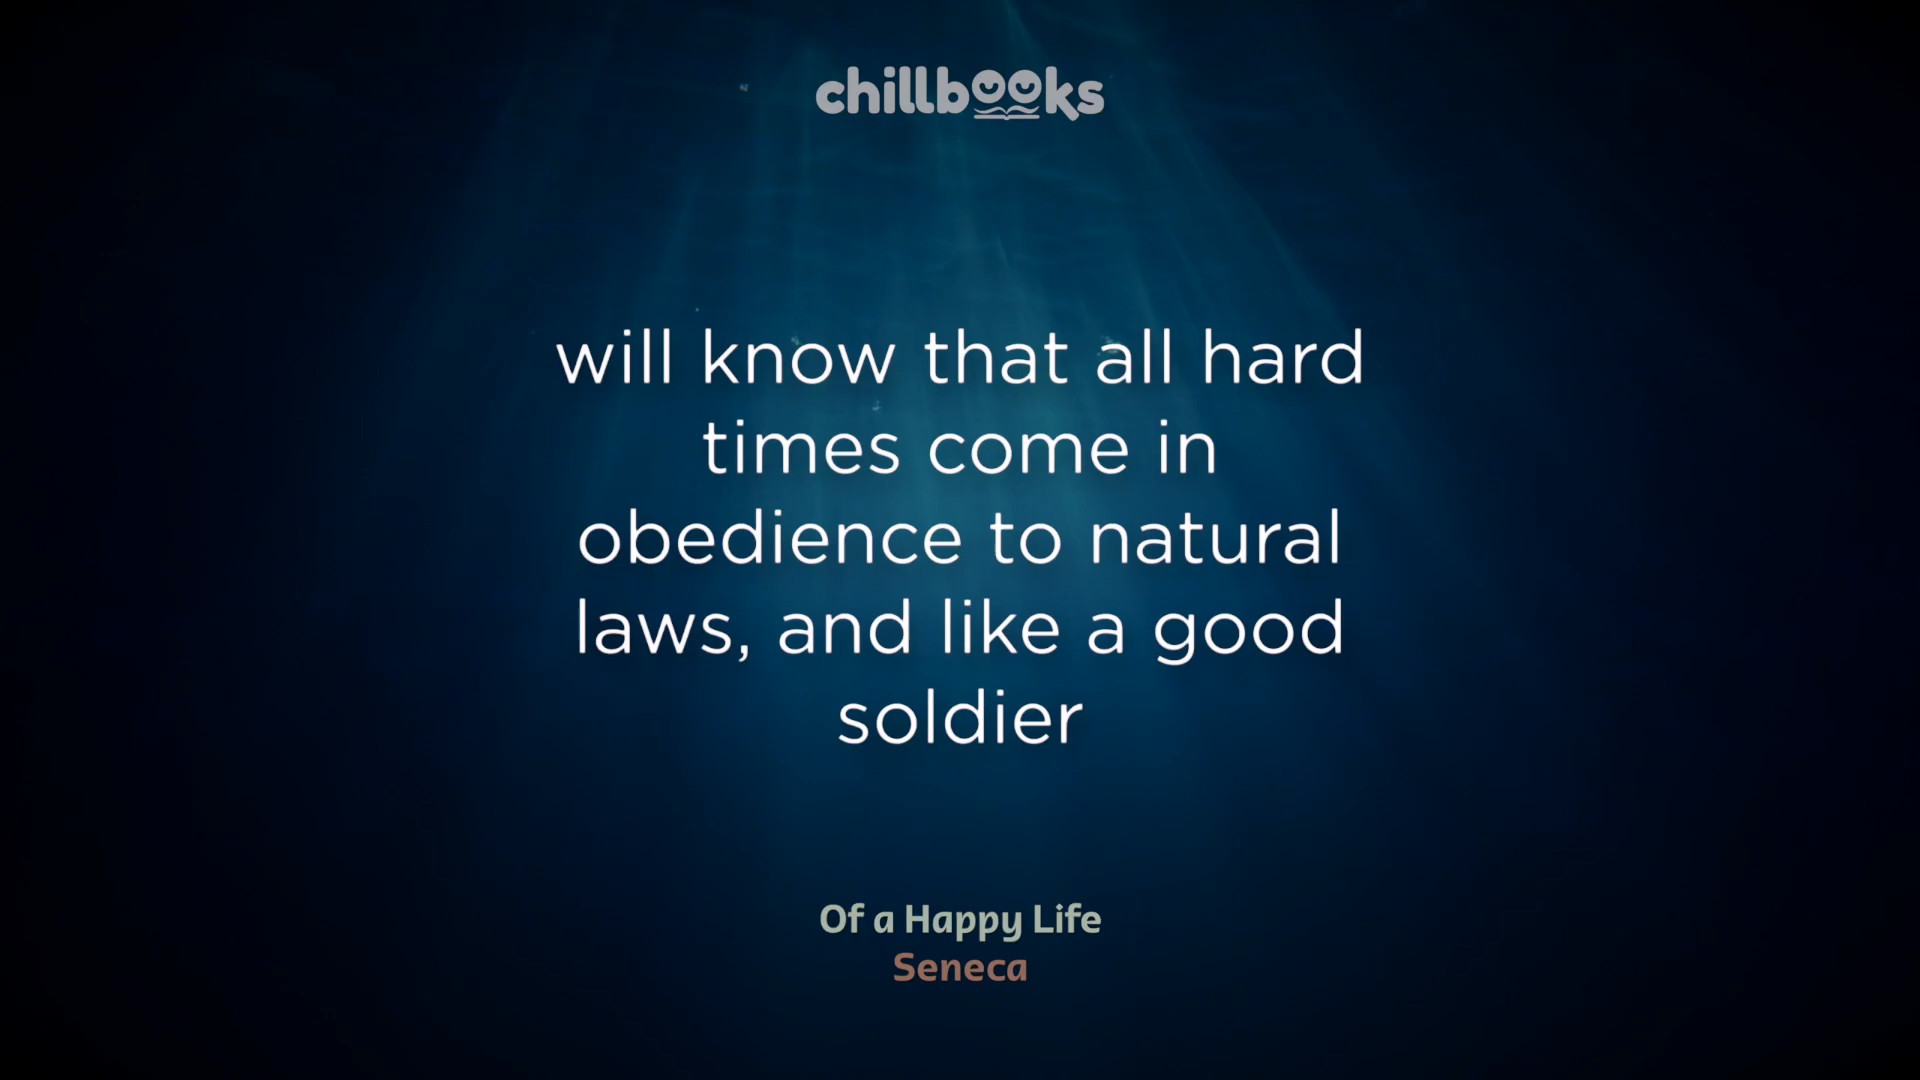 chillbooks
will know that all hard
times come in
obedience to natural
laws, and like a good
soldier
Of a Happy Life
Seneca